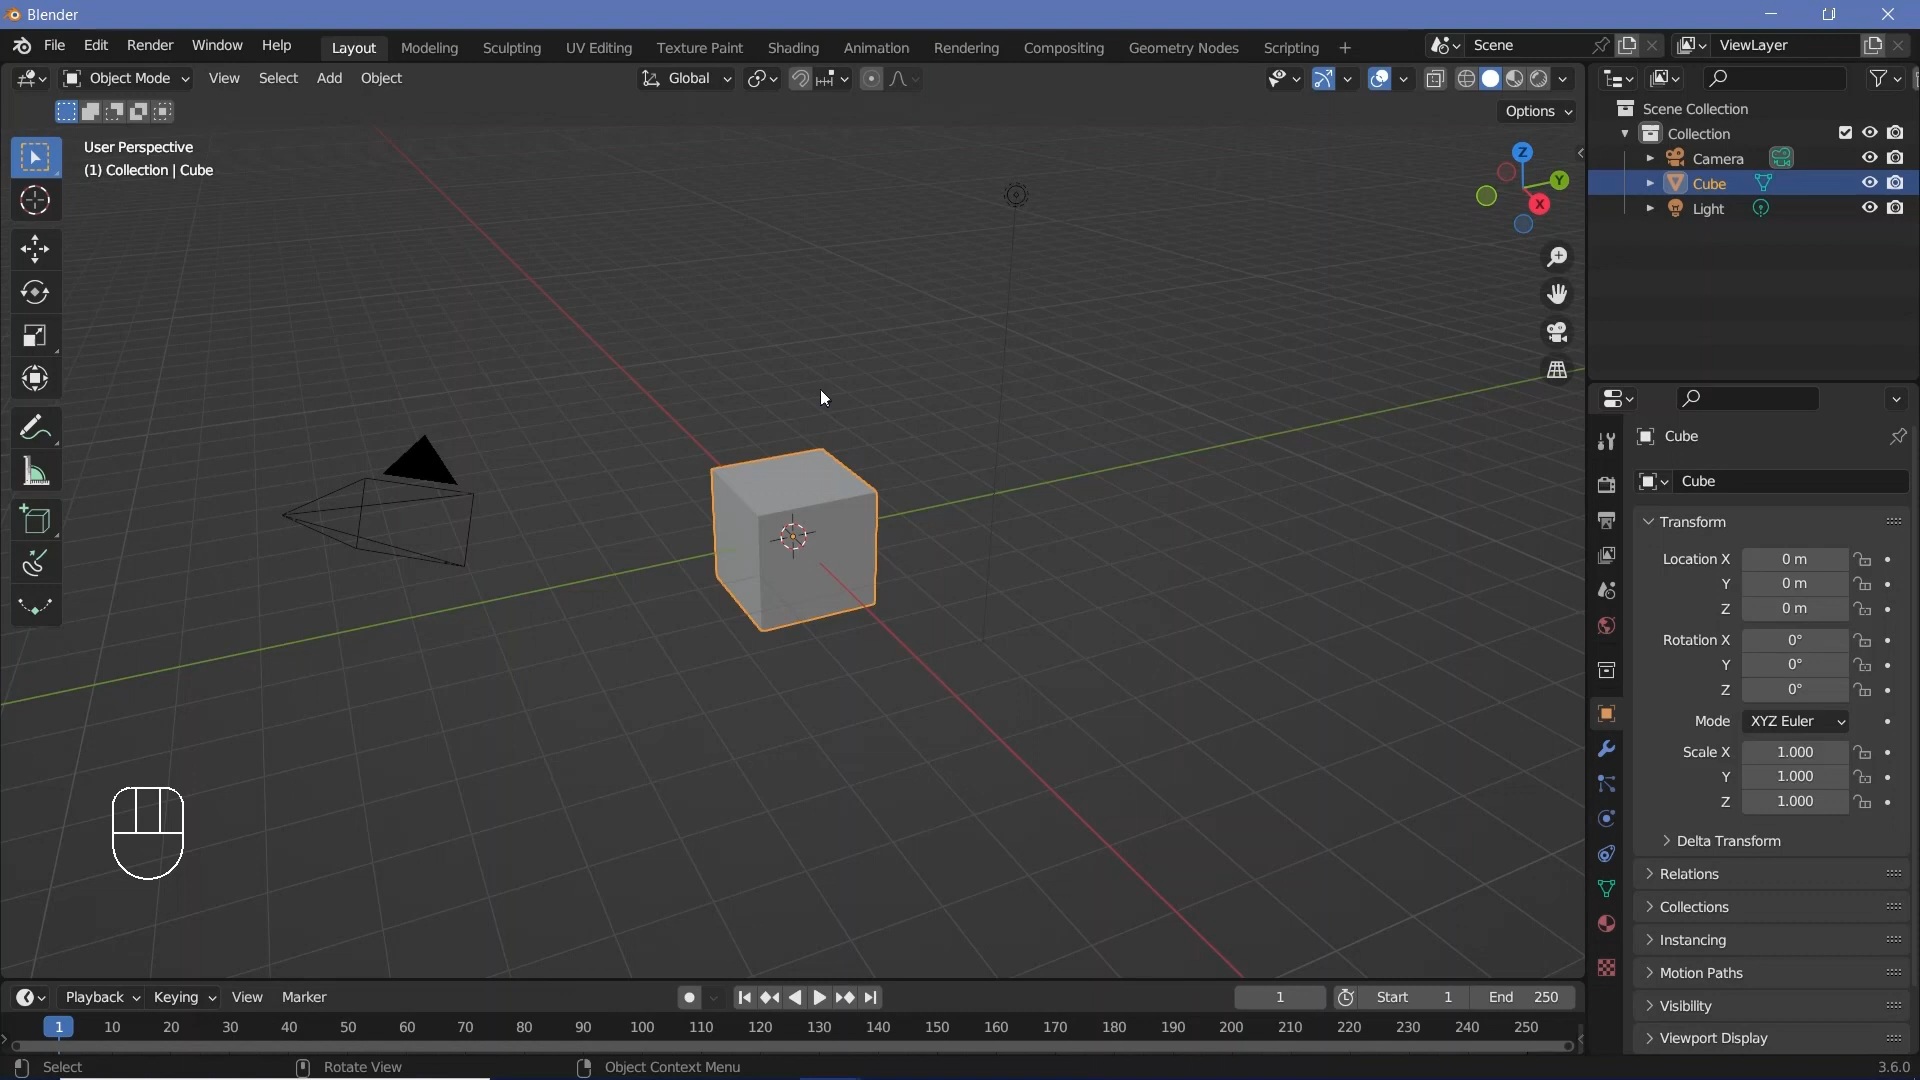 Blender
File Edit Render Window Help Layout Modeling Sculpting UV Editing Texture Paint Shading Animation Rendering Compositing Geometry Nodes Scripting + Scene ViewLayer
Object Mode View Select Add Object Global
Options
User Perspective
(1) Collection | Cube
Z
Y
X
Scene Collection
Collection
Camera
Cube
Light
Cube
Cube
Transform
Location X 0 m
Y 0 m
Z 0 m
Rotation X 0°
Y 0°
Z 0°
Mode XYZ Euler
Scale X 1.000
Y 1.000
Z 1.000
Delta Transform
Relations
Collections
Instancing
Motion Paths
Visibility
Viewport Display
Playback Keying View Marker 1 Start 1 End 250
1 10 20 30 40 50 60 70 80 90 100 110 120 130 140 150 160 170 180 190 200 210 220 230 240 250
Select Rotate View Object Context Menu 3.6.0